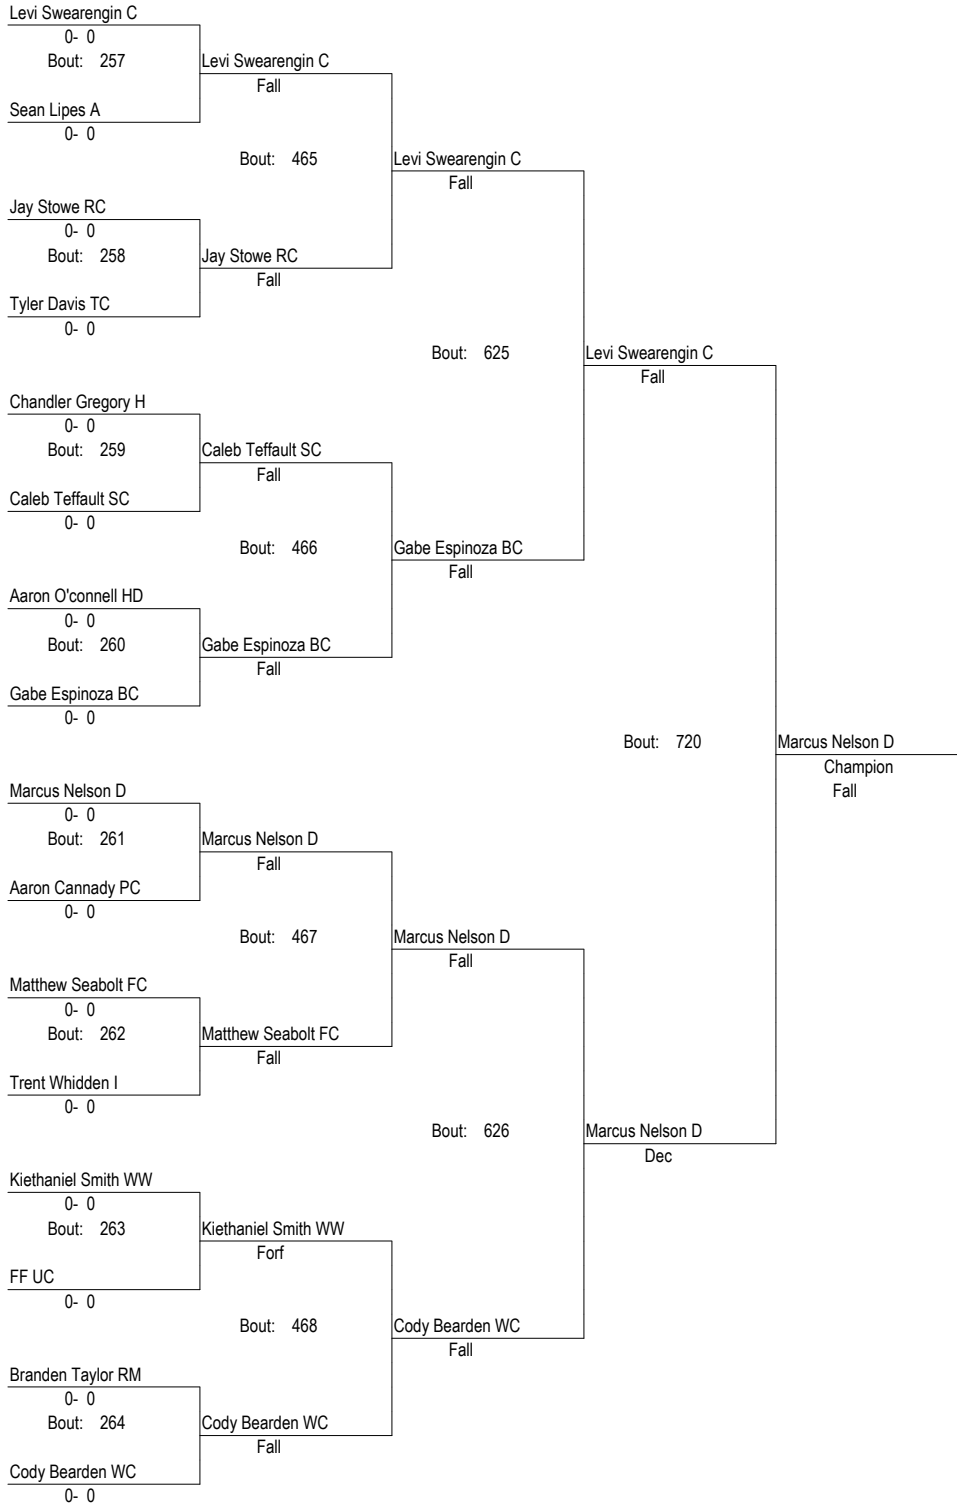 Levi Swearengin C
0- 0
Bout: 257
Levi Swearengin C
Fall
Sean Lipes A
0- 0
Bout: 465
Levi Swearengin C
Fall
Jay Stowe RC
0- 0
Bout: 258
Jay Stowe RC
Fall
Tyler Davis TC
0- 0
Bout: 625
Levi Swearengin C
Fall
Chandler Gregory H
0- 0
Bout: 259
Caleb Teffault SC
Fall
Caleb Teffault SC
0- 0
Bout: 466
Gabe Espinoza BC
Fall
Aaron O'connell HD
0- 0
Bout: 260
Gabe Espinoza BC
Fall
Gabe Espinoza BC
0- 0
Bout: 720
Marcus Nelson D
Champion
Fall
Marcus Nelson D
0- 0
Bout: 261
Marcus Nelson D
Fall
Aaron Cannady PC
0- 0
Bout: 467
Marcus Nelson D
Fall
Matthew Seabolt FC
0- 0
Bout: 262
Matthew Seabolt FC
Fall
Trent Whidden I
0- 0
Bout: 626
Marcus Nelson D
Dec
Kiethaniel Smith WW
0- 0
Bout: 263
Kiethaniel Smith WW
Forf
FF UC
0- 0
Bout: 468
Cody Bearden WC
Fall
Branden Taylor RM
0- 0
Bout: 264
Cody Bearden WC
Fall
Cody Bearden WC
0- 0